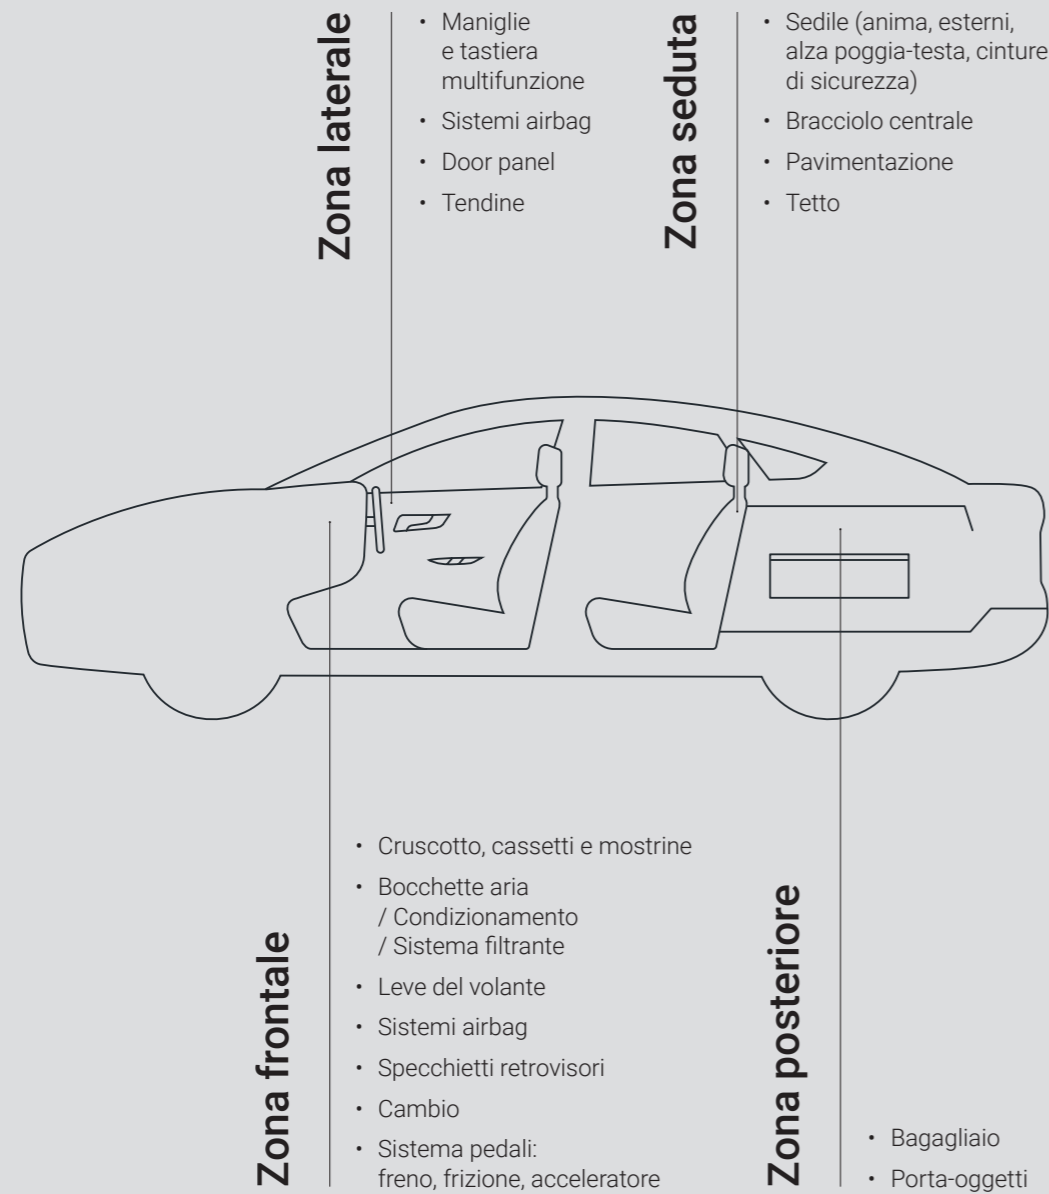 Zona laterale
• Maniglie
e tastiera
multifunzione
• Sistemi airbag
• Door panel
• Tendine
Zona seduta
• Sedile (anima, esterni,
alza poggia-testa, cinture
di sicurezza)
• Bracciolo centrale
• Pavimentazione
• Tetto
Zona frontale
• Cruscotto, cassetti e mostrine
• Bocchette aria
/ Condizionamento
/ Sistema filtrante
• Leve del volante
• Sistemi airbag
• Specchietti retrovisori
• Cambio
• Sistema pedali:
freno, frizione, acceleratore
Zona posteriore
• Bagagliaio
• Porta-oggetti